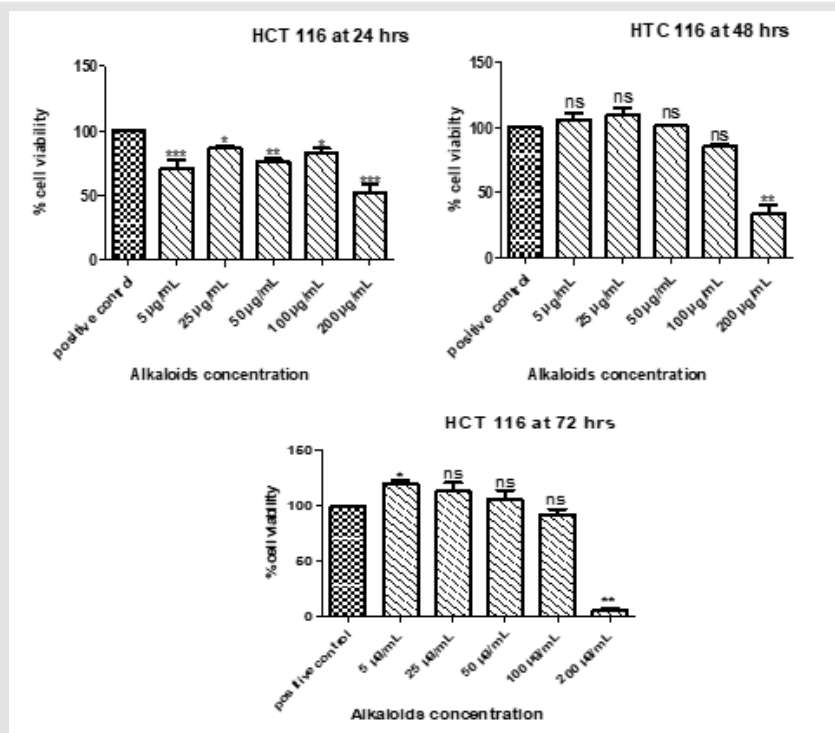 HCT 116 at 24 hrs
150
100
50
0
% cell viability
***
*
**
*
***
positive control
5 µg/mL
25 µg/mL
50 µg/mL
100 µg/mL
200 µg/mL
Alkaloids concentration
HTC 116 at 48 hrs
150
100
50
0
% cell viability
ns
ns
ns
ns
**
positive control
5 µg/mL
25 µg/mL
50 µg/mL
100 µg/mL
200 µg/mL
Alkaloids concentration
HCT 116 at 72 hrs
150
100
50
0
% cell viability
*
ns
ns
ns
**
positive control
5 µg/mL
25 µg/mL
50 µg/mL
100 µg/mL
200 µg/mL
Alkaloids concentration